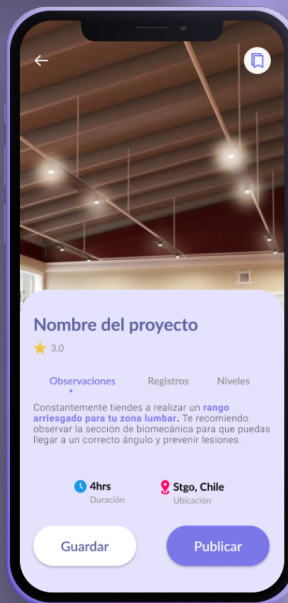 Nombre del proyecto
3.0
Observaciones Registros Niveles
Constantemente tiendes a realizar un rango
arriesgado para tu zona lumbar. Te recomiendo
observar la sección de biomecánica para que puedas
llegar a un correcto ángulo y prevenir lesiones.
4hrs
Duración
Stgo, Chile
Ubicación
Guardar
Publicar